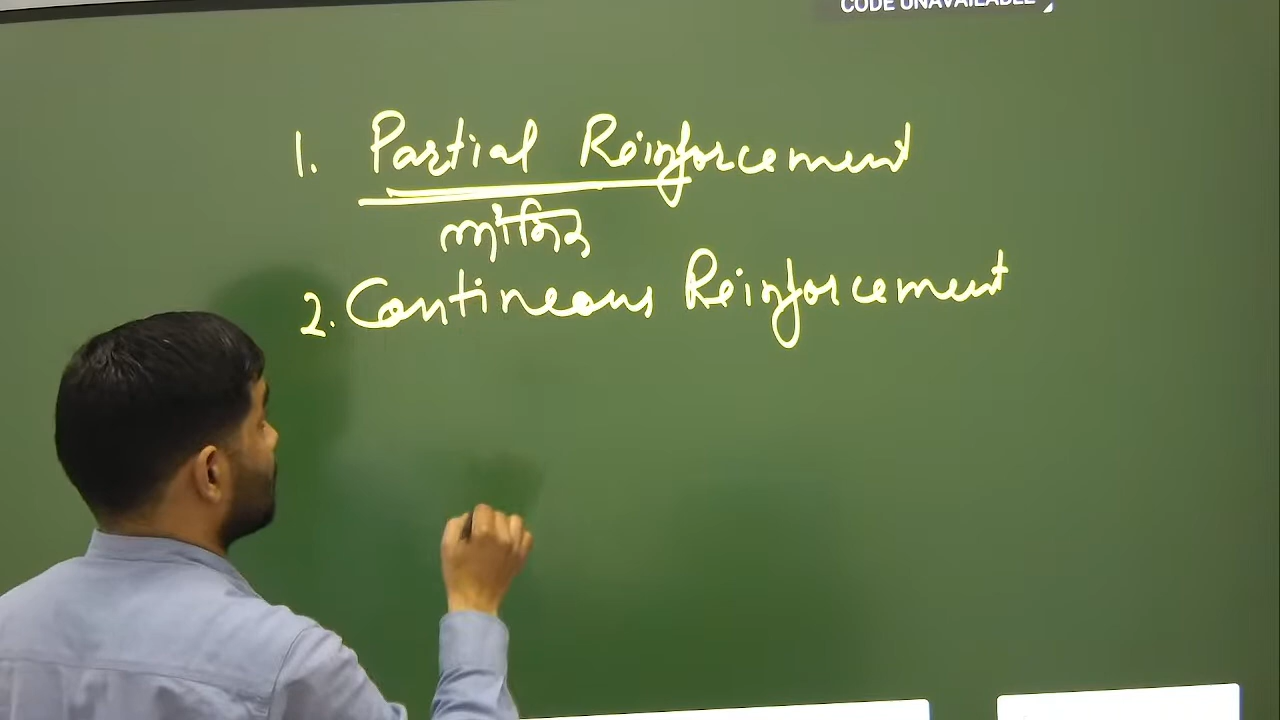 CODE UNAVAILABLE
1. Partial Reinforcement
आंशिक
2. Contineous Reinforcement